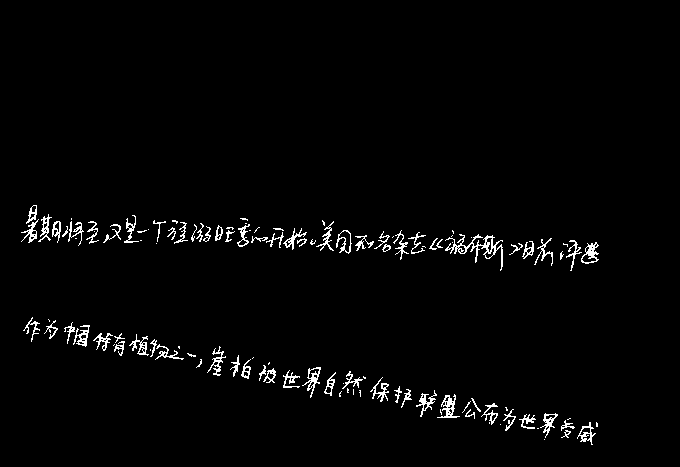 暑期将至,又是一个旅游旺季的开始。美国知名杂志《福布斯》日前评选
作为中国特有植物之一,崖柏被世界自然保护联盟公布为世界受威